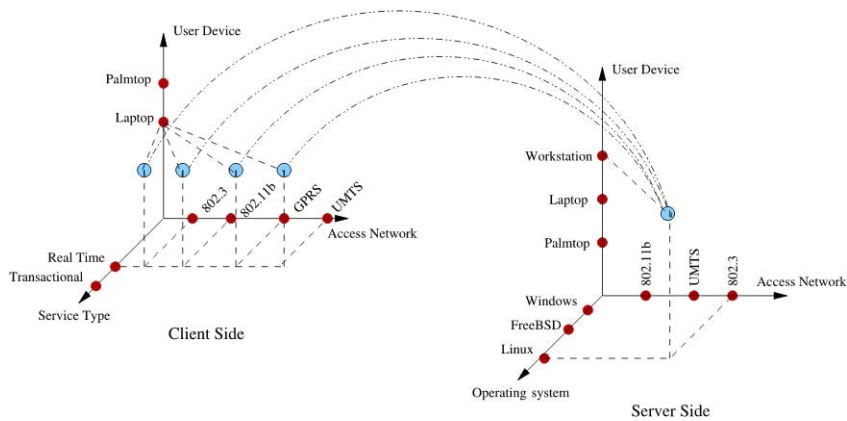 User Device
Palmtop
Laptop
802.3
802.11b
GPRS
UMTS
Access Network
Real Time
Transactional
Service Type
Client Side
User Device
Workstation
Laptop
Palmtop
802.11b
UMTS
802.3
Access Network
Windows
FreeBSD
Linux
Operating system
Server Side